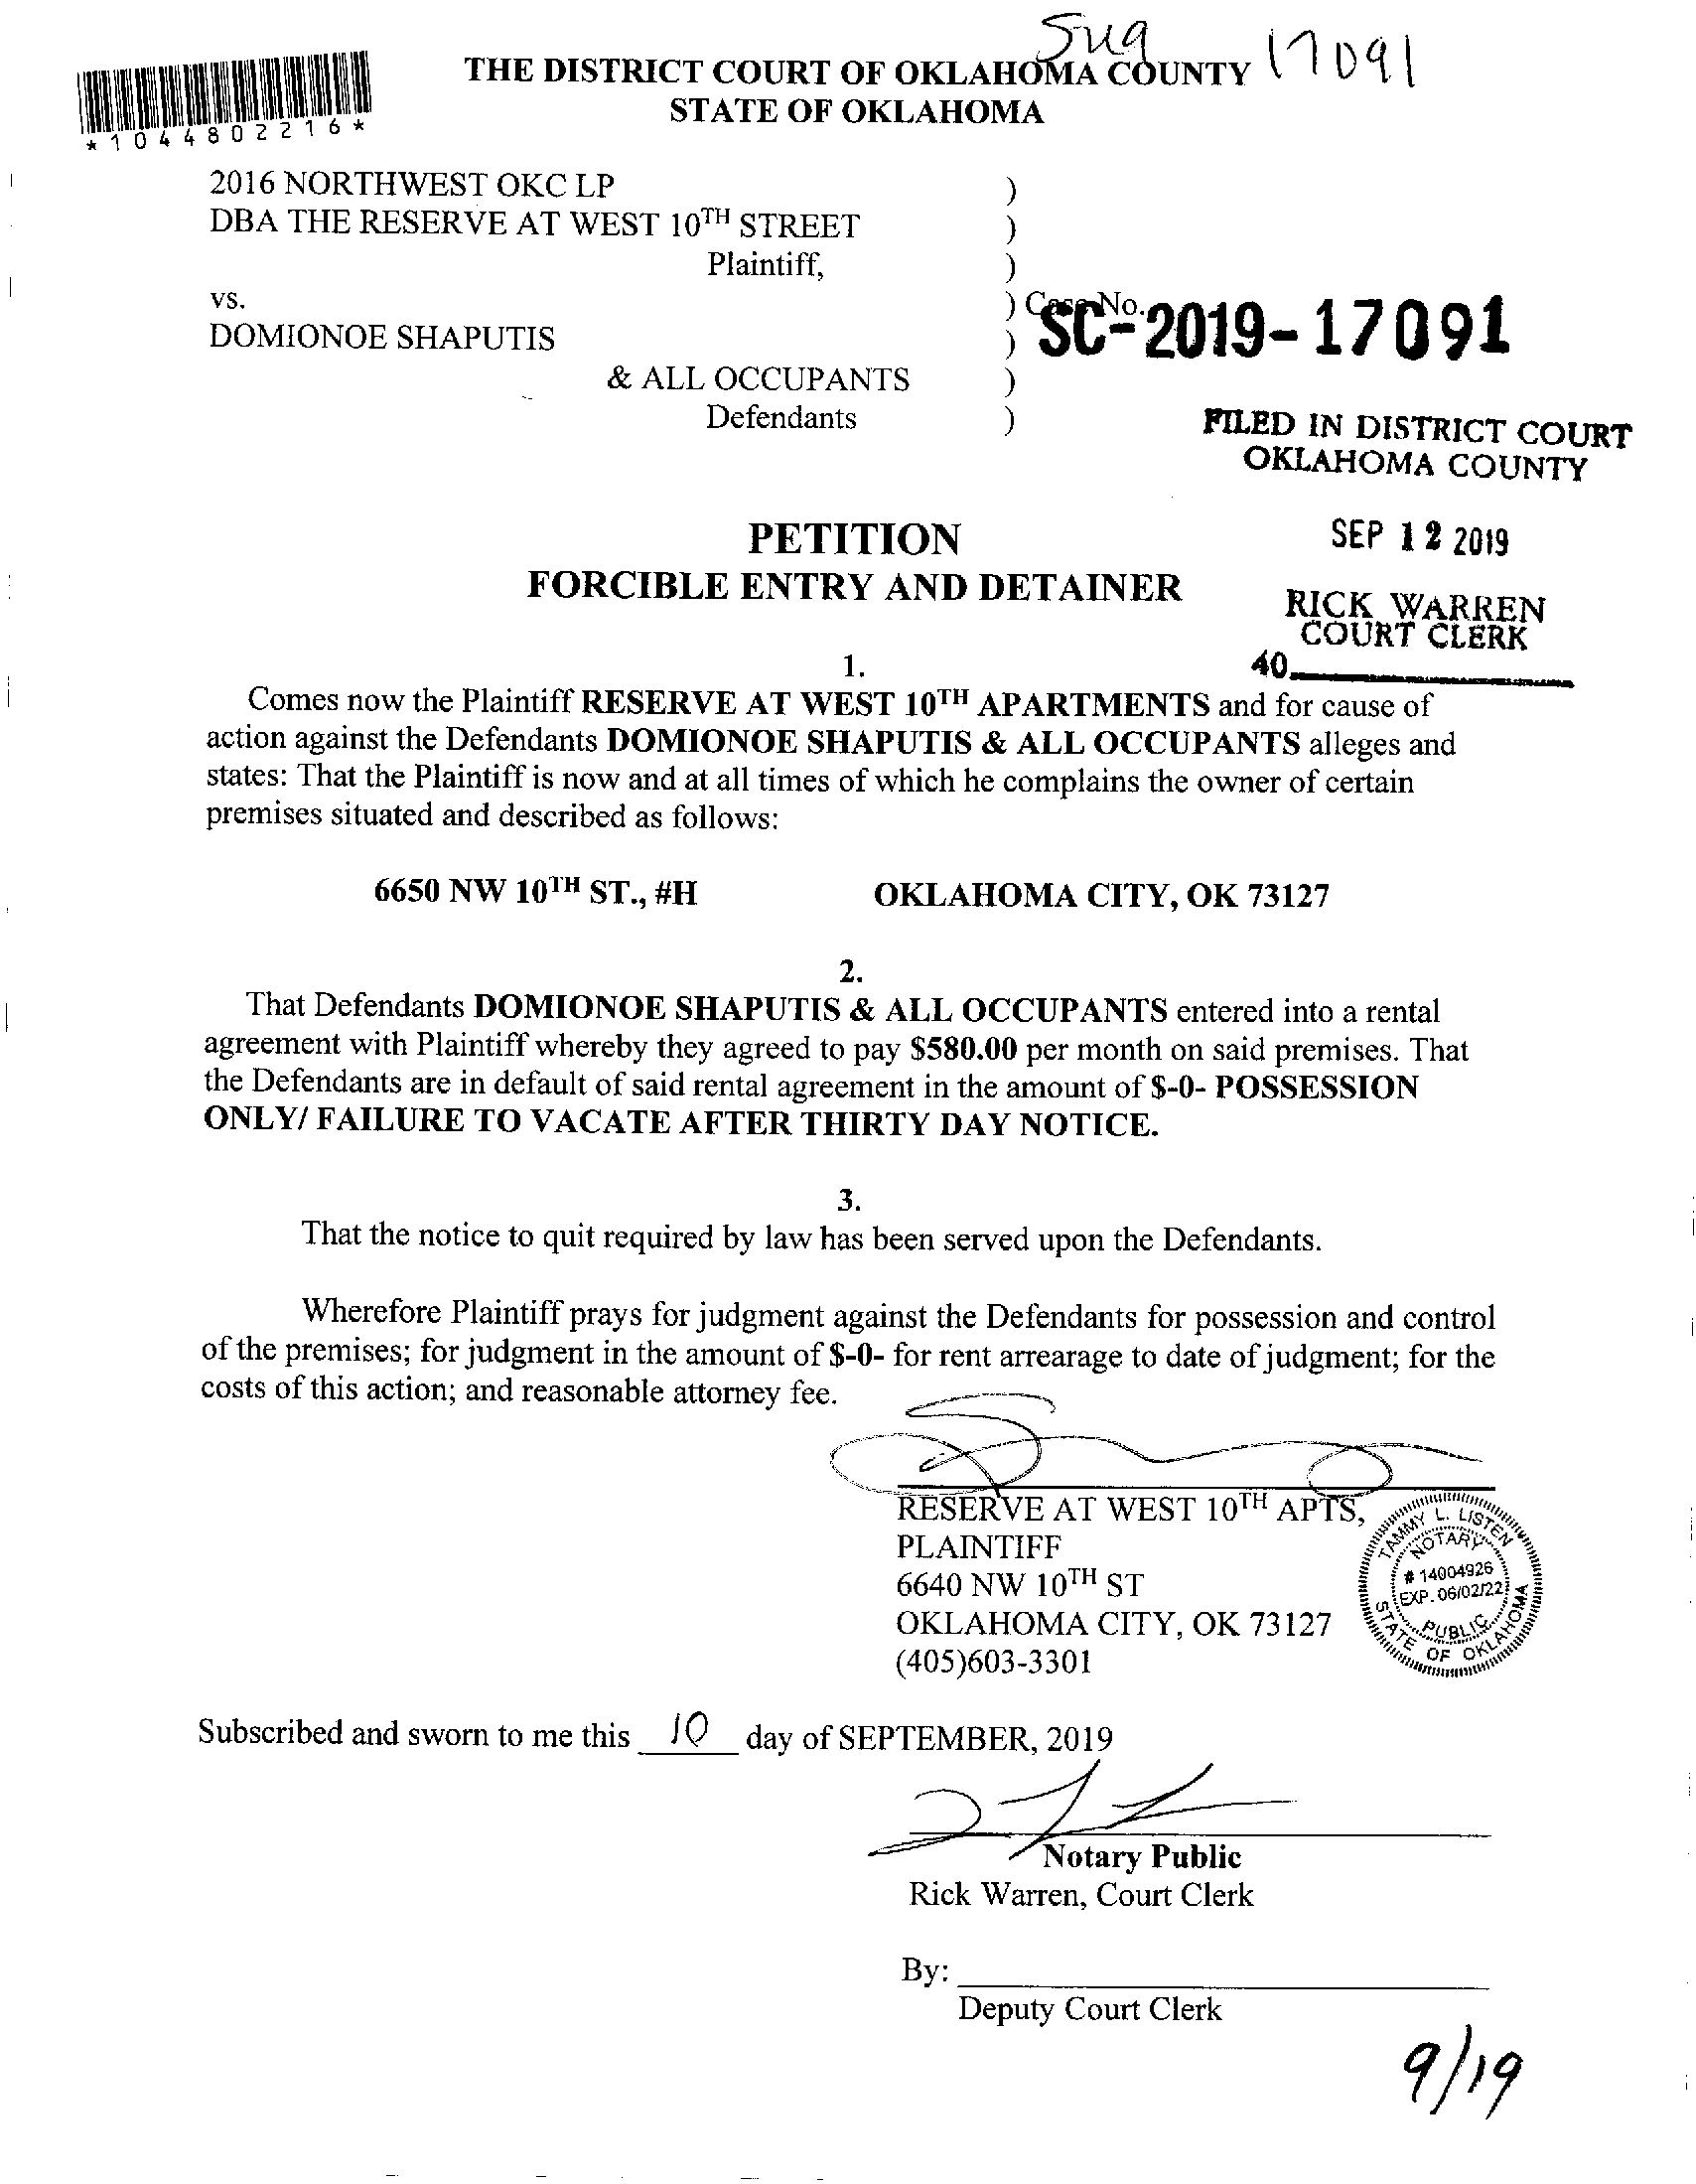 Sug 17091
THE DISTRICT COURT OF OKLAHOMA COUNTY
STATE OF OKLAHOMA
*1044802216*
2016 NORTHWEST OKC LP )
DBA THE RESERVE AT WEST 10TH STREET )
Plaintiff, )
vs. ) Case No. SC-2019-17091
DOMIONOE SHAPUTIS )
& ALL OCCUPANTS )
Defendants )
FILED IN DISTRICT COURT
OKLAHOMA COUNTY
SEP 12 2019
RICK WARREN
COURT CLERK
40
PETITION
FORCIBLE ENTRY AND DETAINER
1.
Comes now the Plaintiff RESERVE AT WEST 10TH APARTMENTS and for cause of
action against the Defendants DOMIONOE SHAPUTIS & ALL OCCUPANTS alleges and
states: That the Plaintiff is now and at all times of which he complains the owner of certain
premises situated and described as follows:
6650 NW 10TH ST., #H OKLAHOMA CITY, OK 73127
2.
That Defendants DOMIONOE SHAPUTIS & ALL OCCUPANTS entered into a rental
agreement with Plaintiff whereby they agreed to pay $580.00 per month on said premises. That
the Defendants are in default of said rental agreement in the amount of $-0- POSSESSION
ONLY/ FAILURE TO VACATE AFTER THIRTY DAY NOTICE.
3.
That the notice to quit required by law has been served upon the Defendants.
Wherefore Plaintiff prays for judgment against the Defendants for possession and control
of the premises; for judgment in the amount of $-0- for rent arrearage to date of judgment; for the
costs of this action; and reasonable attorney fee.
RESERVE AT WEST 10TH APTS,
PLAINTIFF
6640 NW 10TH ST
OKLAHOMA CITY, OK 73127
(405)603-3301
TAMMY L. LISTEN
NOTARY
# 14004926
EXP. 06/02/22
PUBLIC
STATE OF OKLAHOMA
Subscribed and sworn to me this 10 day of SEPTEMBER, 2019
Notary Public
Rick Warren, Court Clerk
By:
Deputy Court Clerk
9/19